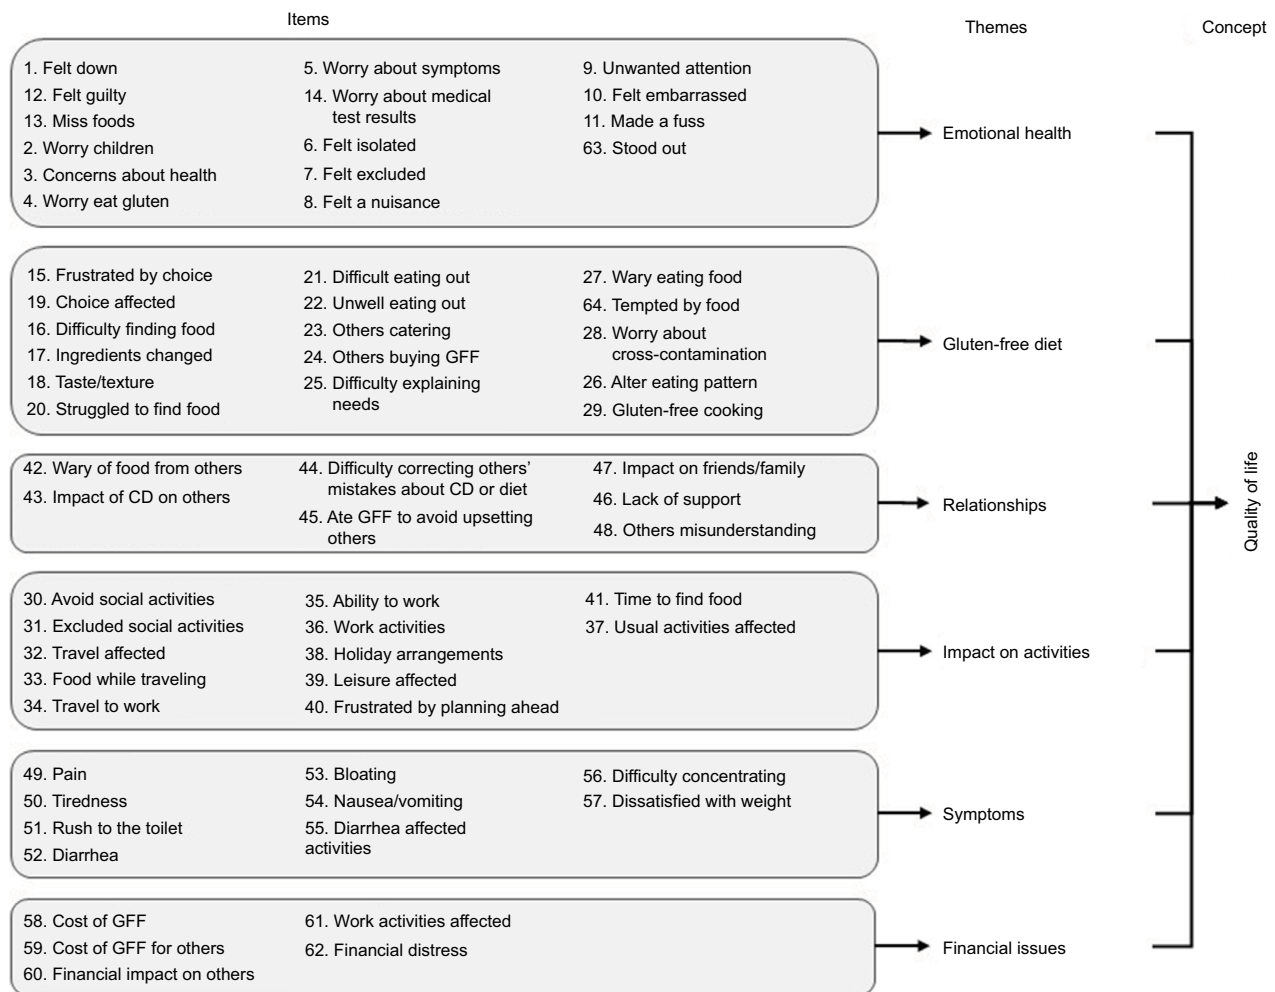 Items
Themes
Concept
1. Felt down
12. Felt guilty
13. Miss foods
2. Worry children
3. Concerns about health
4. Worry eat gluten
5. Worry about symptoms
14. Worry about medical
test results
6. Felt isolated
7. Felt excluded
8. Felt a nuisance
9. Unwanted attention
10. Felt embarrassed
11. Made a fuss
63. Stood out
Emotional health
15. Frustrated by choice
19. Choice affected
16. Difficulty finding food
17. Ingredients changed
18. Taste/texture
20. Struggled to find food
21. Difficult eating out
22. Unwell eating out
23. Others catering
24. Others buying GFF
25. Difficulty explaining
needs
27. Wary eating food
64. Tempted by food
28. Worry about
cross-contamination
26. Alter eating pattern
29. Gluten-free cooking
Gluten-free diet
42. Wary of food from others
43. Impact of CD on others
44. Difficulty correcting others’
mistakes about CD or diet
45. Ate GFF to avoid upsetting
others
47. Impact on friends/family
46. Lack of support
48. Others misunderstanding
Relationships
30. Avoid social activities
31. Excluded social activities
32. Travel affected
33. Food while traveling
34. Travel to work
35. Ability to work
36. Work activities
38. Holiday arrangements
39. Leisure affected
40. Frustrated by planning ahead
41. Time to find food
37. Usual activities affected
Impact on activities
49. Pain
50. Tiredness
51. Rush to the toilet
52. Diarrhea
53. Bloating
54. Nausea/vomiting
55. Diarrhea affected
activities
56. Difficulty concentrating
57. Dissatisfied with weight
Symptoms
58. Cost of GFF
59. Cost of GFF for others
60. Financial impact on others
61. Work activities affected
62. Financial distress
Financial issues
Quality of life